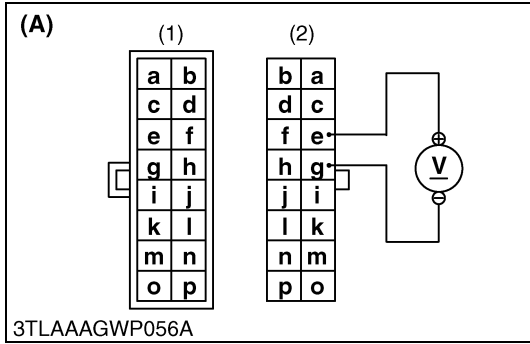 (A)
(1) (2)
a b b a
c d d c
e f f e
g h h g
i j j i
k l l k
m n n m
o p p o
V
3TLAAAGWP056A